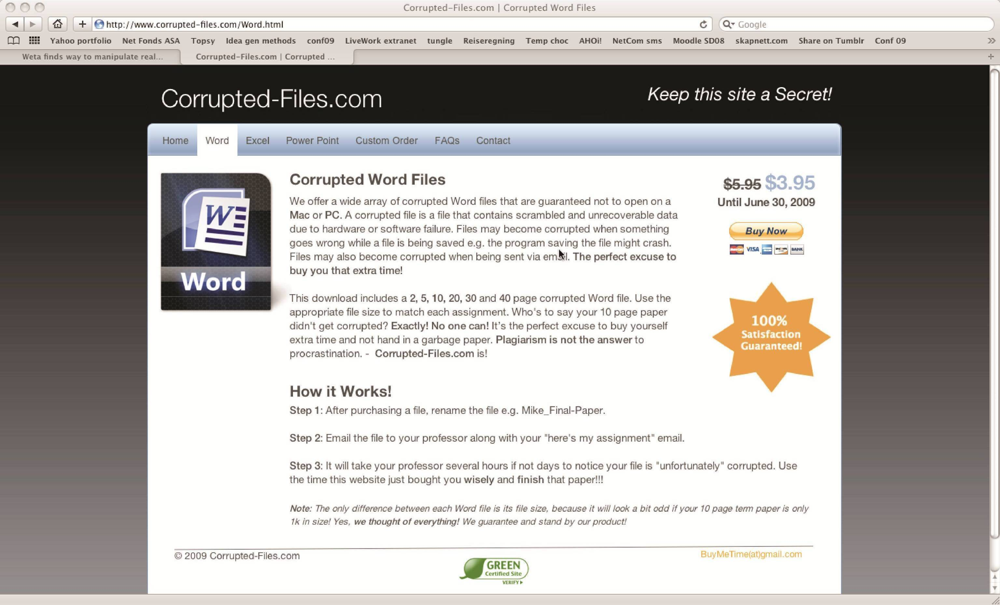 Corrupted-Files.com | Corrupted Word Files
http://www.corrupted-files.com/Word.html
Google
Yahoo portfolio Net Fonds ASA Topsy Idea gen methods conf09 LiveWork extranet tungle Reiseregning Temp choc AHOi! NetCom sms Moodle SD08 skapnett.com Share on Tumblr Conf 09
Weta finds way to manipulate real... Corrupted-Files.com | Corrupted ...
Corrupted-Files.com
Keep this site a Secret!
Home Word Excel Power Point Custom Order FAQs Contact
W
Word
Corrupted Word Files
We offer a wide array of corrupted Word files that are guaranteed not to open on a
Mac or PC. A corrupted file is a file that contains scrambled and unrecoverable data
due to hardware or software failure. Files may become corrupted when something
goes wrong while a file is being saved e.g. the program saving the file might crash.
Files may also become corrupted when being sent via email. The perfect excuse to
buy you that extra time!
This download includes a 2, 5, 10, 20, 30 and 40 page corrupted Word file. Use the
appropriate file size to match each assignment. Who's to say your 10 page paper
didn't get corrupted? Exactly! No one can! It’s the perfect excuse to buy yourself
extra time and not hand in a garbage paper. Plagiarism is not the answer to
procrastination. - Corrupted-Files.com is!
$5.95 $3.95
Until June 30, 2009
Buy Now
VISA BANK
100%
Satisfaction
Guaranteed!
How it Works!
Step 1: After purchasing a file, rename the file e.g. Mike_Final-Paper.
Step 2: Email the file to your professor along with your "here's my assignment" email.
Step 3: It will take your professor several hours if not days to notice your file is "unfortunately" corrupted. Use
the time this website just bought you wisely and finish that paper!!!
Note: The only difference between each Word file is its file size, because it will look a bit odd if your 10 page term paper is only
1k in size! Yes, we thought of everything! We guarantee and stand by our product!
© 2009 Corrupted-Files.com
BuyMeTime(at)gmail.com
GREEN
Certified Site
VERIFY